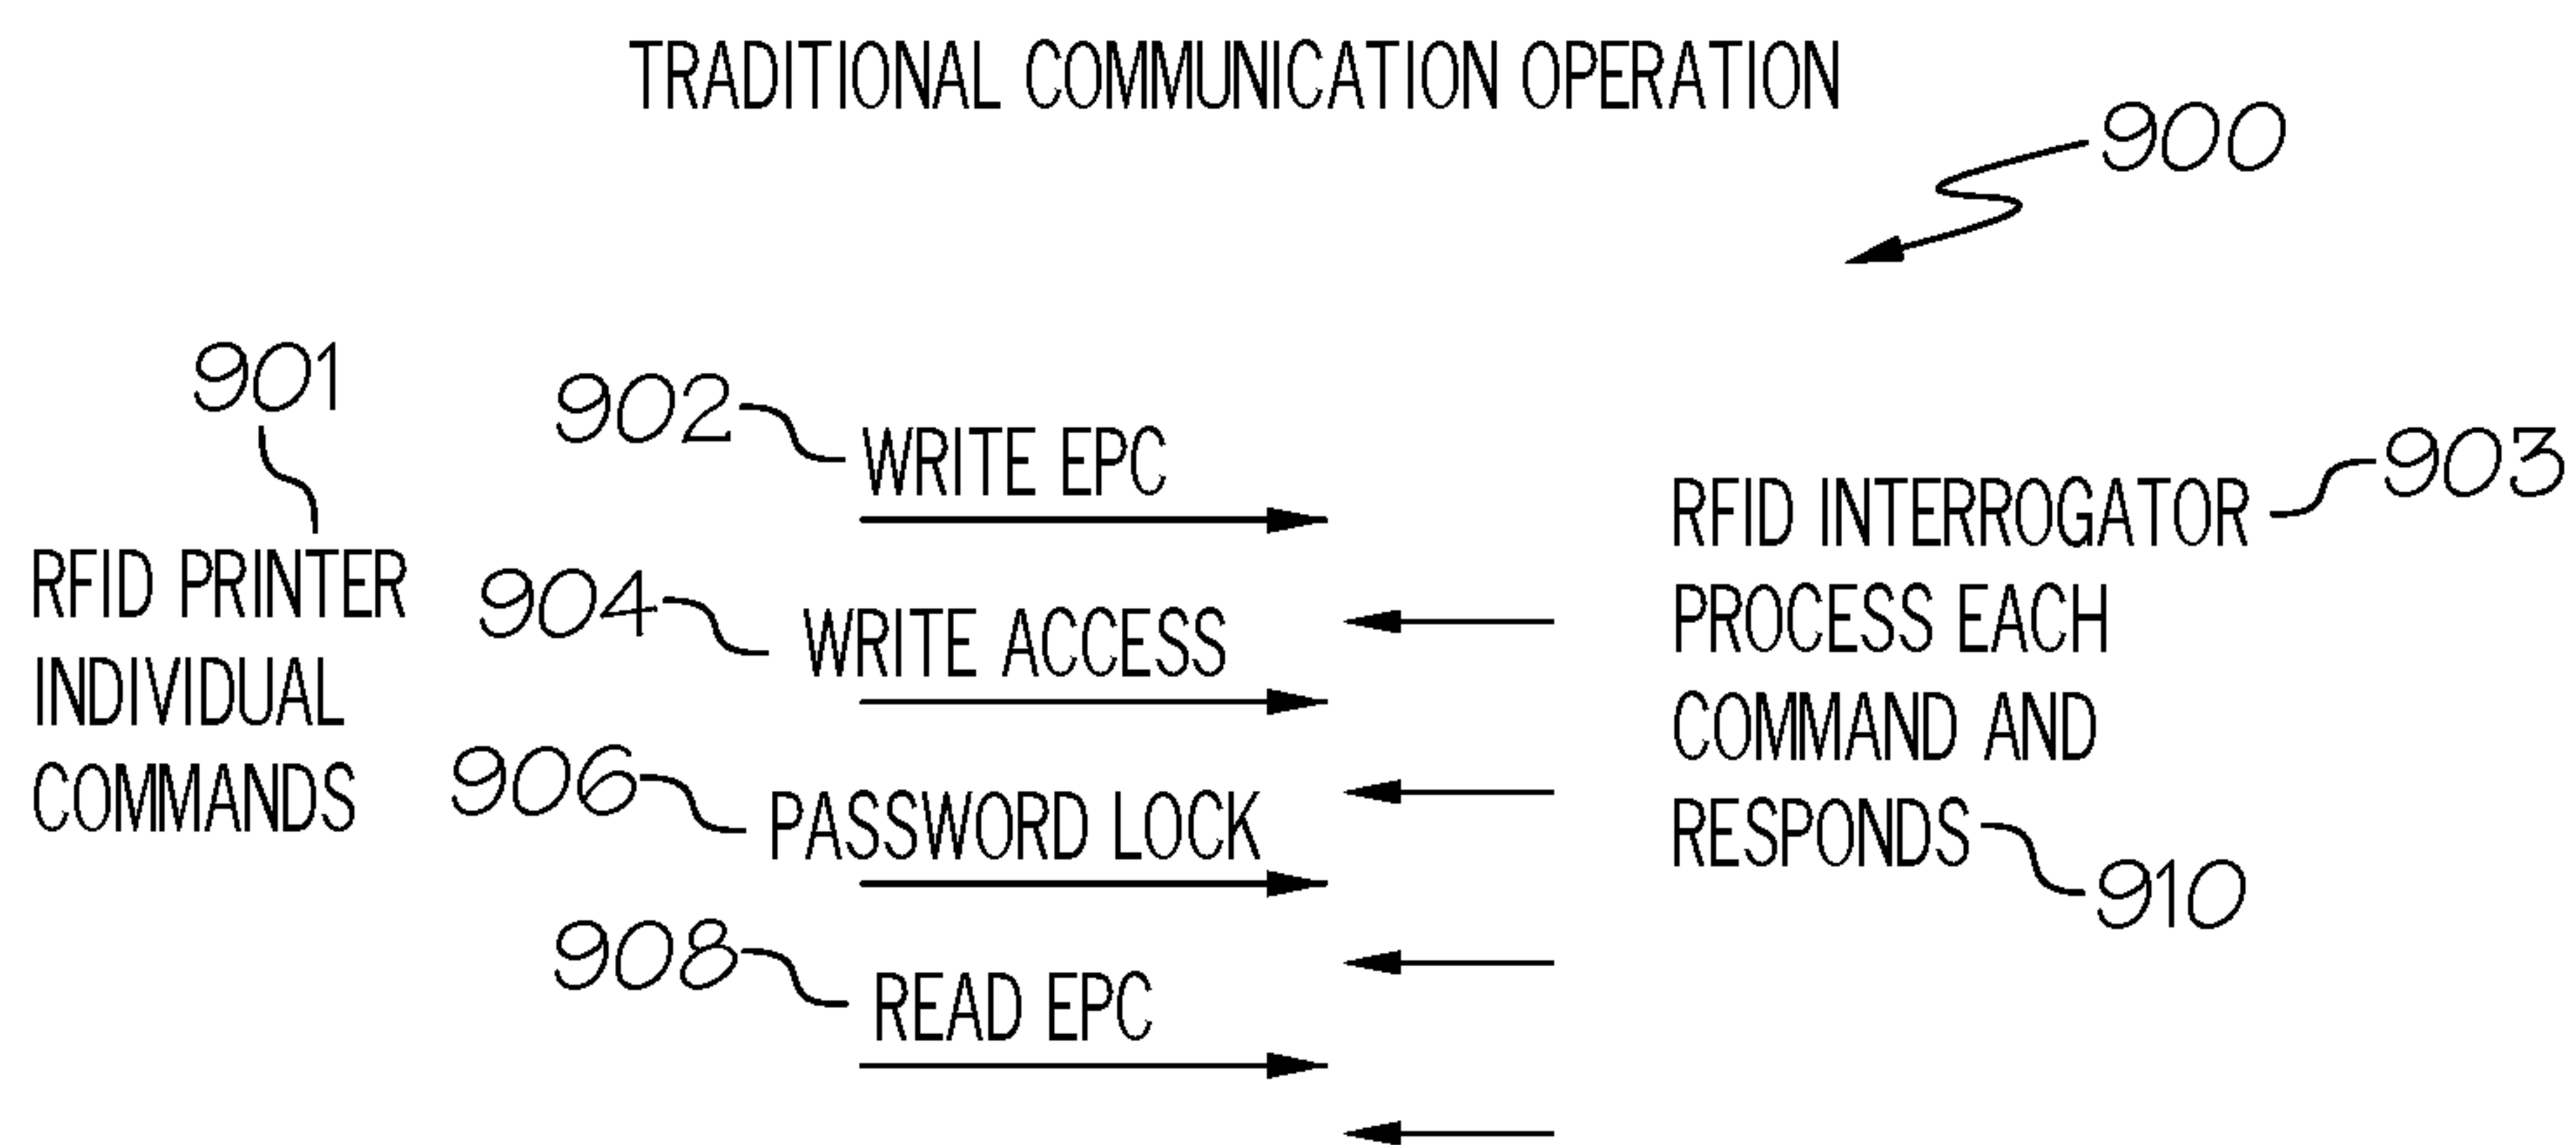 TRADITIONAL COMMUNICATION OPERATION
900
901
RFID PRINTER
INDIVIDUAL
COMMANDS
902
WRITE EPC
904
WRITE ACCESS
906
PASSWORD LOCK
908
READ EPC
903
RFID INTERROGATOR
PROCESS EACH
COMMAND AND
RESPONDS
910